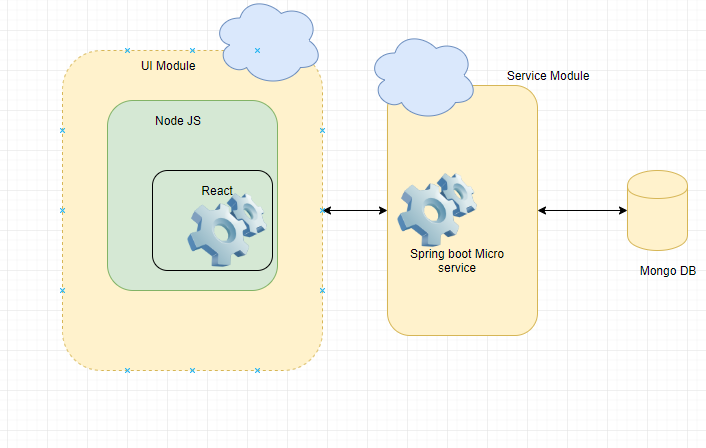 UI Module
Node JS
React
Service Module
Spring boot Micro
service
Mongo DB